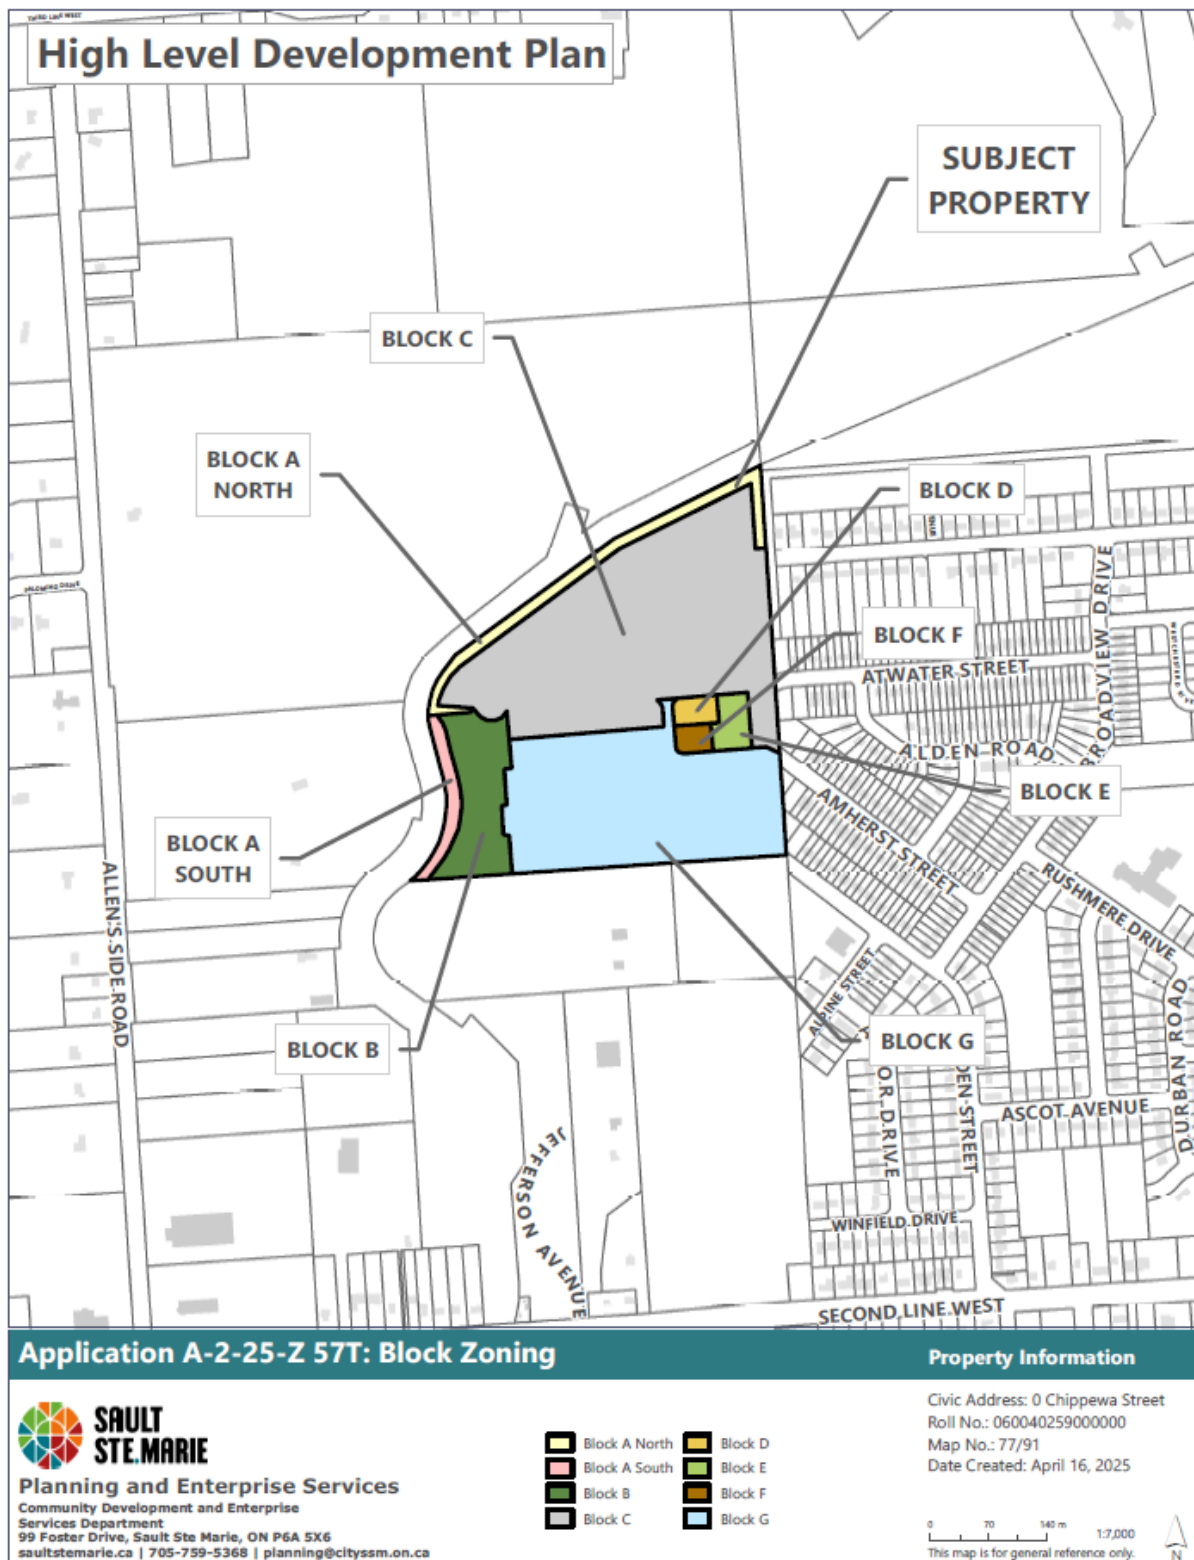 THIRD LINE WEST
High Level Development Plan
SUBJECT
PROPERTY
BLOCK C
BLOCK A
NORTH
BLOCK D
PALOMINO DRIVE
BLOCK F
ATWATER STREET
BROADVIEW DRIVE
ALDEN ROAD
BLOCK E
AMHERST STREET
BLOCK A
SOUTH
ALLEN'S SIDE ROAD
RUSHMERE DRIVE
ALPINE STREET
BLOCK B
BLOCK G
DURBAN ROAD
ASCOT AVENUE
JEFFERSON AVENUE
WINFIELD DRIVE
SECOND LINE WEST
Application A-2-25-Z 57T: Block Zoning
Property Information
Civic Address: 0 Chippewa Street
Roll No.: 060040259000000
Map No.: 77/91
Date Created: April 16, 2025
SAULT
STE.MARIE
Planning and Enterprise Services
Community Development and Enterprise
Services Department
99 Foster Drive, Sault Ste Marie, ON P6A 5X6
saultstemarie.ca | 705-759-5368 | planning@cityssm.on.ca
Block A North
Block A South
Block B
Block C
Block D
Block E
Block F
Block G
0 70 140 m
1:7,000
This map is for general reference only.
N